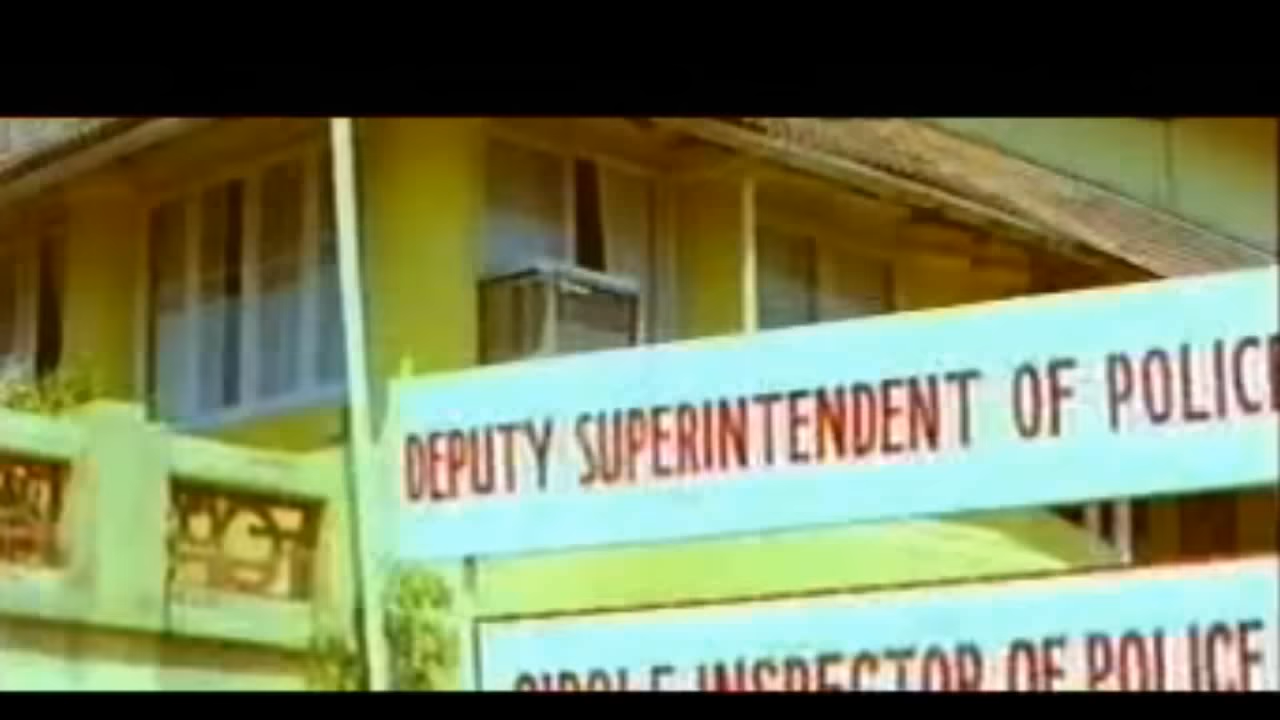 DEPUTY SUPERINTENDENT OF POLICE
CIRCLE INSPECTOR OF POLICE